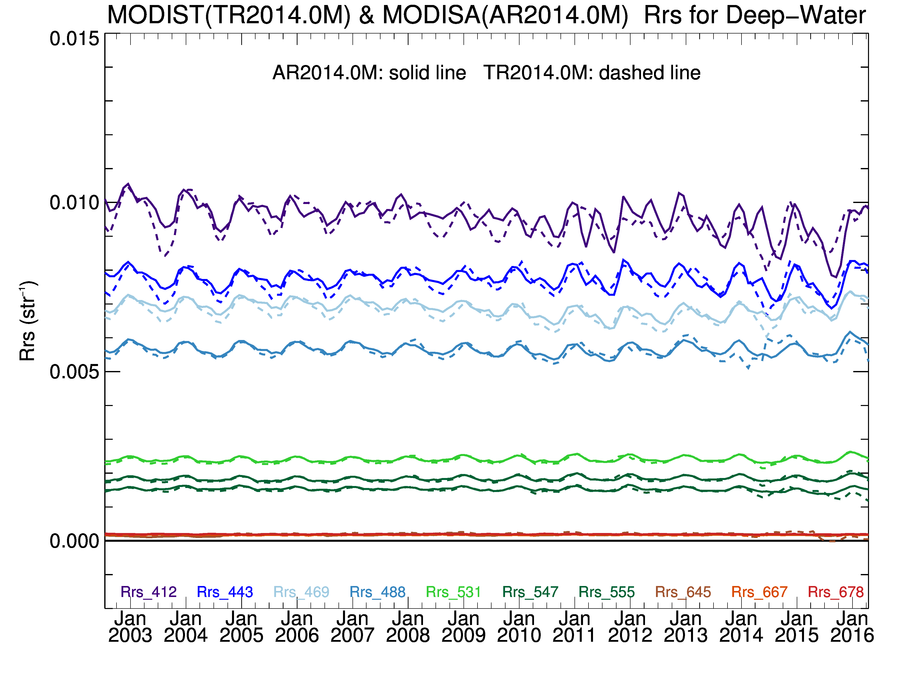 MODIST(TR2014.0M) & MODISA(AR2014.0M)  Rrs for Deep−Water
AR2014.0M: solid line   TR2014.0M: dashed line
0.015
0.010
0.005
0.000
Rrs (str⁻¹)
Rrs_412 Rrs_443 Rrs_469 Rrs_488 Rrs_531 Rrs_547 Rrs_555 Rrs_645 Rrs_667 Rrs_678
Jan Jan Jan Jan Jan Jan Jan Jan Jan Jan Jan Jan Jan Jan
2003 2004 2005 2006 2007 2008 2009 2010 2011 2012 2013 2014 2015 2016